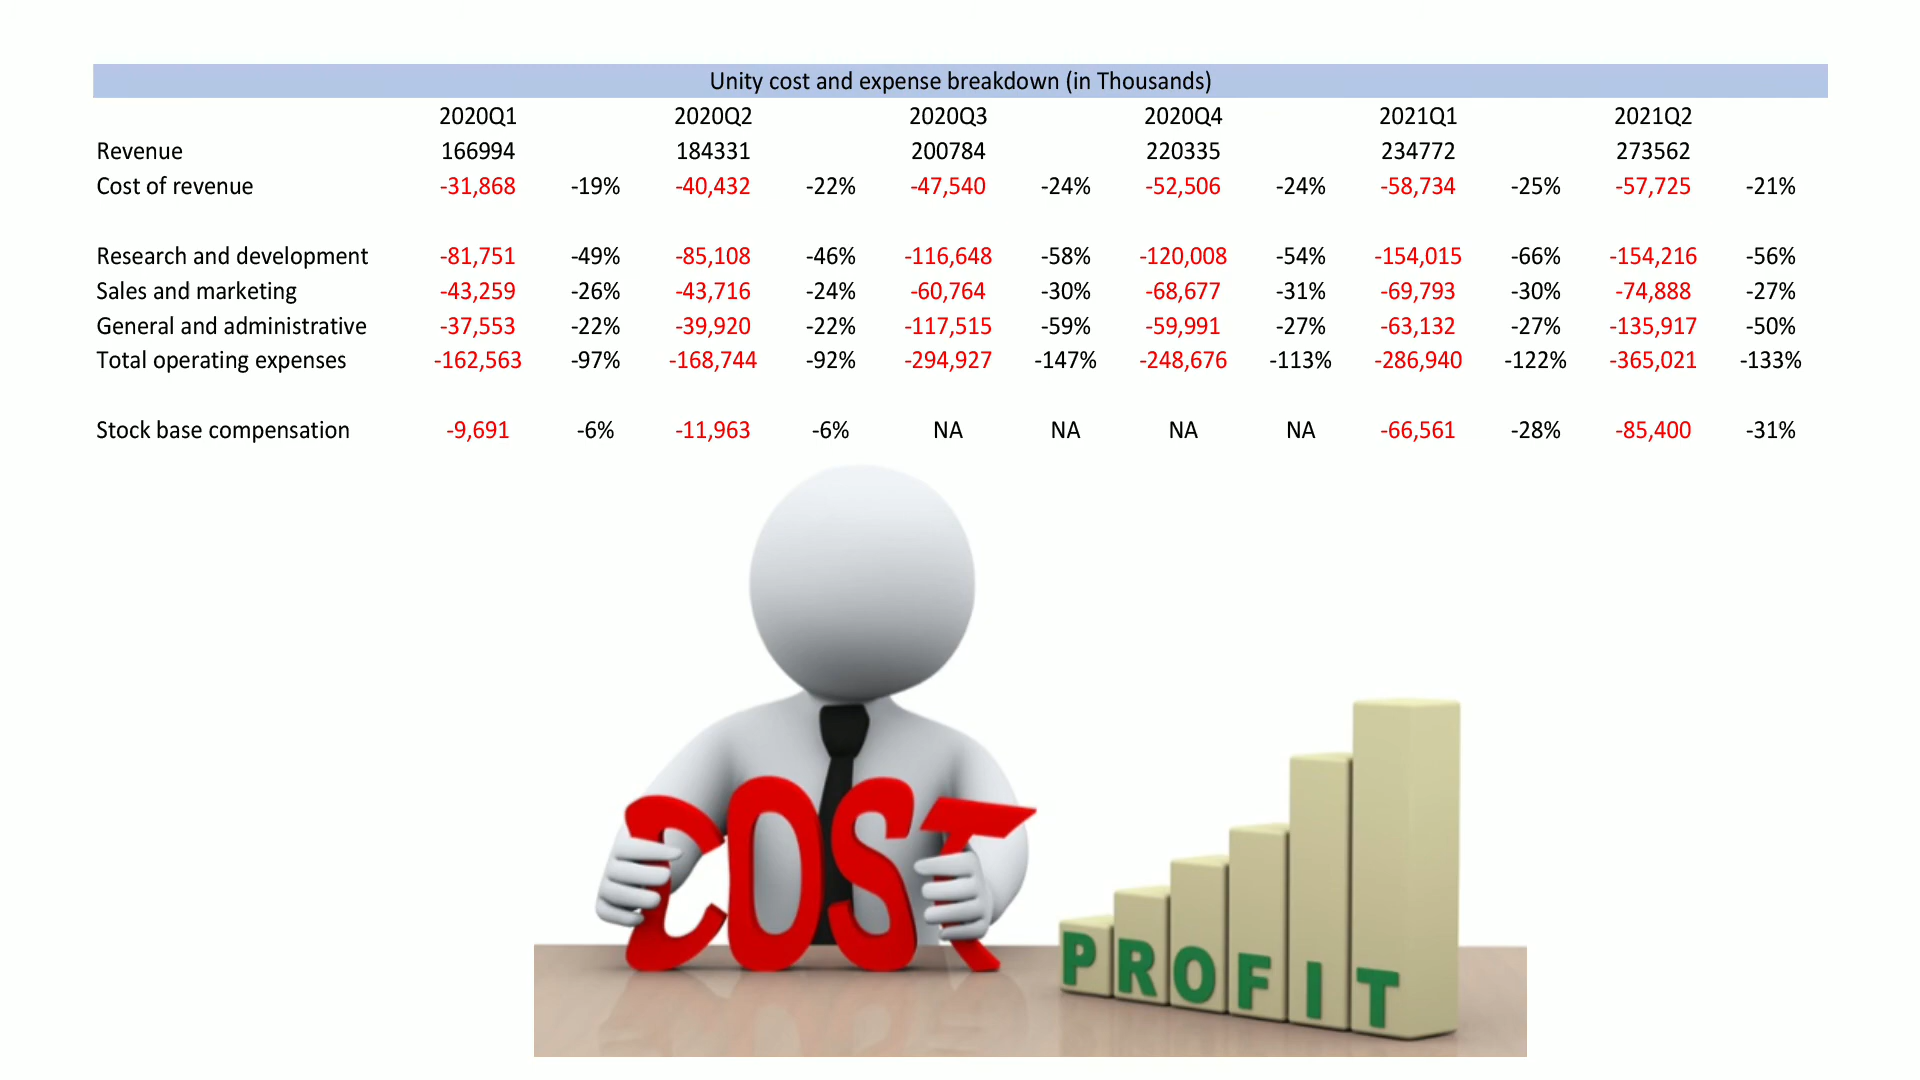 Unity cost and expense breakdown (in Thousands)
2020Q1 2020Q2 2020Q3 2020Q4 2021Q1 2021Q2
Revenue 166994 184331 200784 220335 234772 273562
Cost of revenue -31,868 -19% -40,432 -22% -47,540 -24% -52,506 -24% -58,734 -25% -57,725 -21%
Research and development -81,751 -49% -85,108 -46% -116,648 -58% -120,008 -54% -154,015 -66% -154,216 -56%
Sales and marketing -43,259 -26% -43,716 -24% -60,764 -30% -68,677 -31% -69,793 -30% -74,888 -27%
General and administrative -37,553 -22% -39,920 -22% -117,515 -59% -59,991 -27% -63,132 -27% -135,917 -50%
Total operating expenses -162,563 -97% -168,744 -92% -294,927 -147% -248,676 -113% -286,940 -122% -365,021 -133%
Stock base compensation -9,691 -6% -11,963 -6% NA NA NA NA -66,561 -28% -85,400 -31%
COST
PROFIT